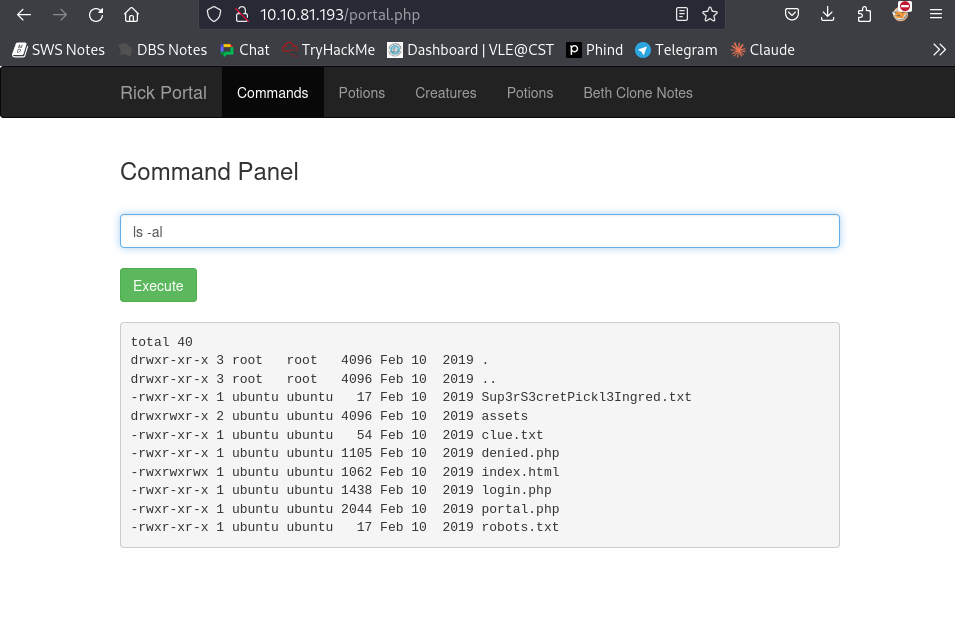 10.10.81.193/portal.php
SWS Notes DBS Notes Chat TryHackMe Dashboard | VLE@CST Phind Telegram Claude
Rick Portal Commands Potions Creatures Potions Beth Clone Notes
Command Panel
ls -al
Execute
total 40
drwxr-xr-x 3 root   root   4096 Feb 10  2019 .
drwxr-xr-x 3 root   root   4096 Feb 10  2019 ..
-rwxr-xr-x 1 ubuntu ubuntu   17 Feb 10  2019 Sup3rS3cretPickl3Ingred.txt
drwxrwxr-x 2 ubuntu ubuntu 4096 Feb 10  2019 assets
-rwxr-xr-x 1 ubuntu ubuntu   54 Feb 10  2019 clue.txt
-rwxr-xr-x 1 ubuntu ubuntu 1105 Feb 10  2019 denied.php
-rwxrwxrwx 1 ubuntu ubuntu 1062 Feb 10  2019 index.html
-rwxr-xr-x 1 ubuntu ubuntu 1438 Feb 10  2019 login.php
-rwxr-xr-x 1 ubuntu ubuntu 2044 Feb 10  2019 portal.php
-rwxr-xr-x 1 ubuntu ubuntu   17 Feb 10  2019 robots.txt